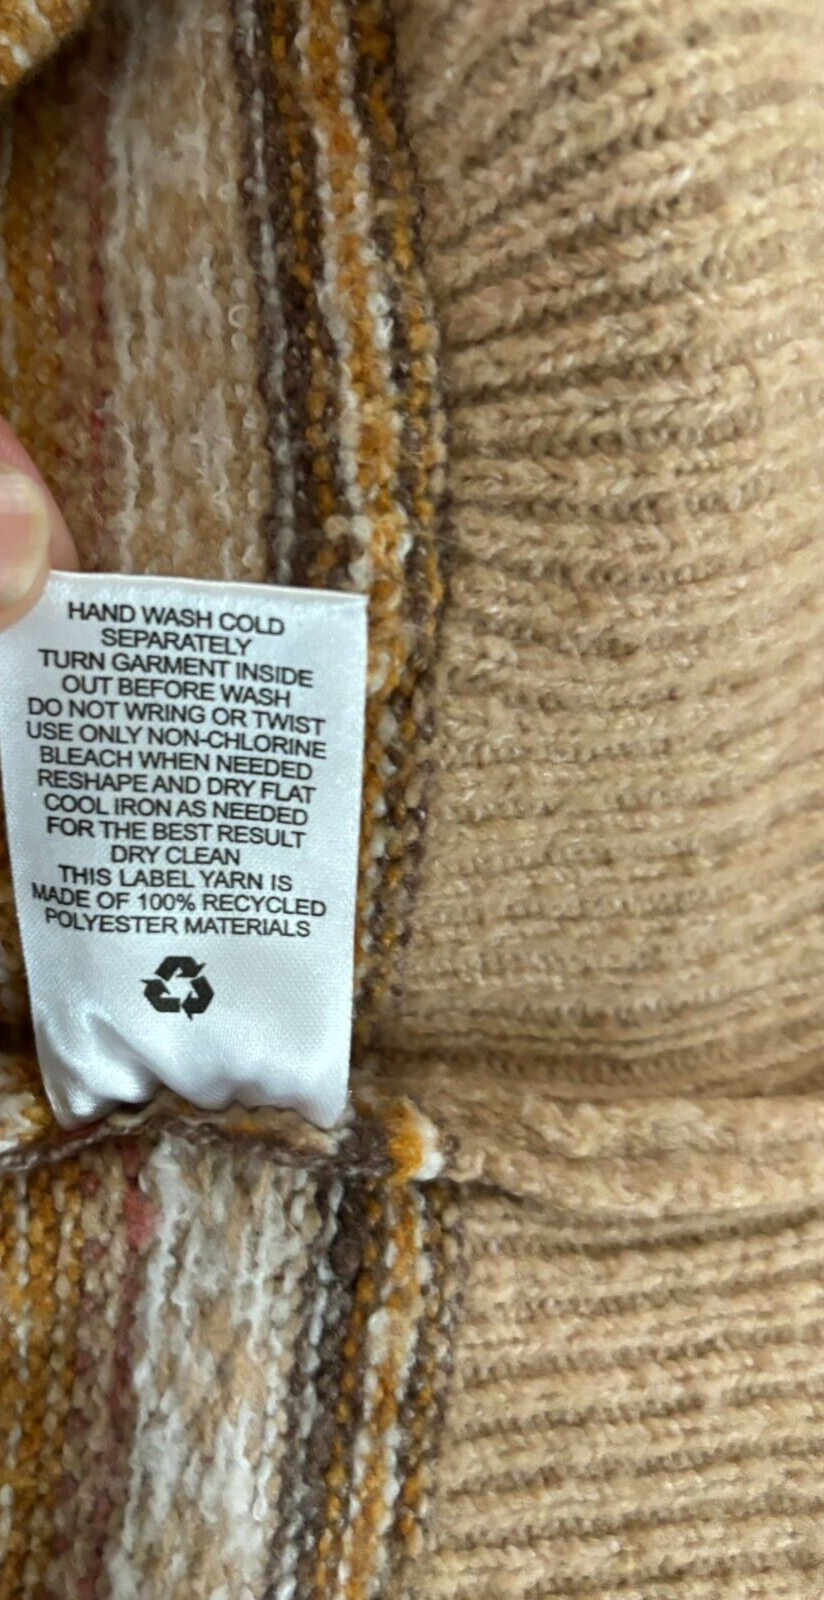 HAND WASH COLD
SEPARATELY
TURN GARMENT INSIDE
OUT BEFORE WASH
DO NOT WRING OR TWIST
USE ONLY NON-CHLORINE
BLEACH WHEN NEEDED
RESHAPE AND DRY FLAT
COOL IRON AS NEEDED
FOR THE BEST RESULT
DRY CLEAN
THIS LABEL YARN IS
MADE OF 100% RECYCLED
POLYESTER MATERIALS